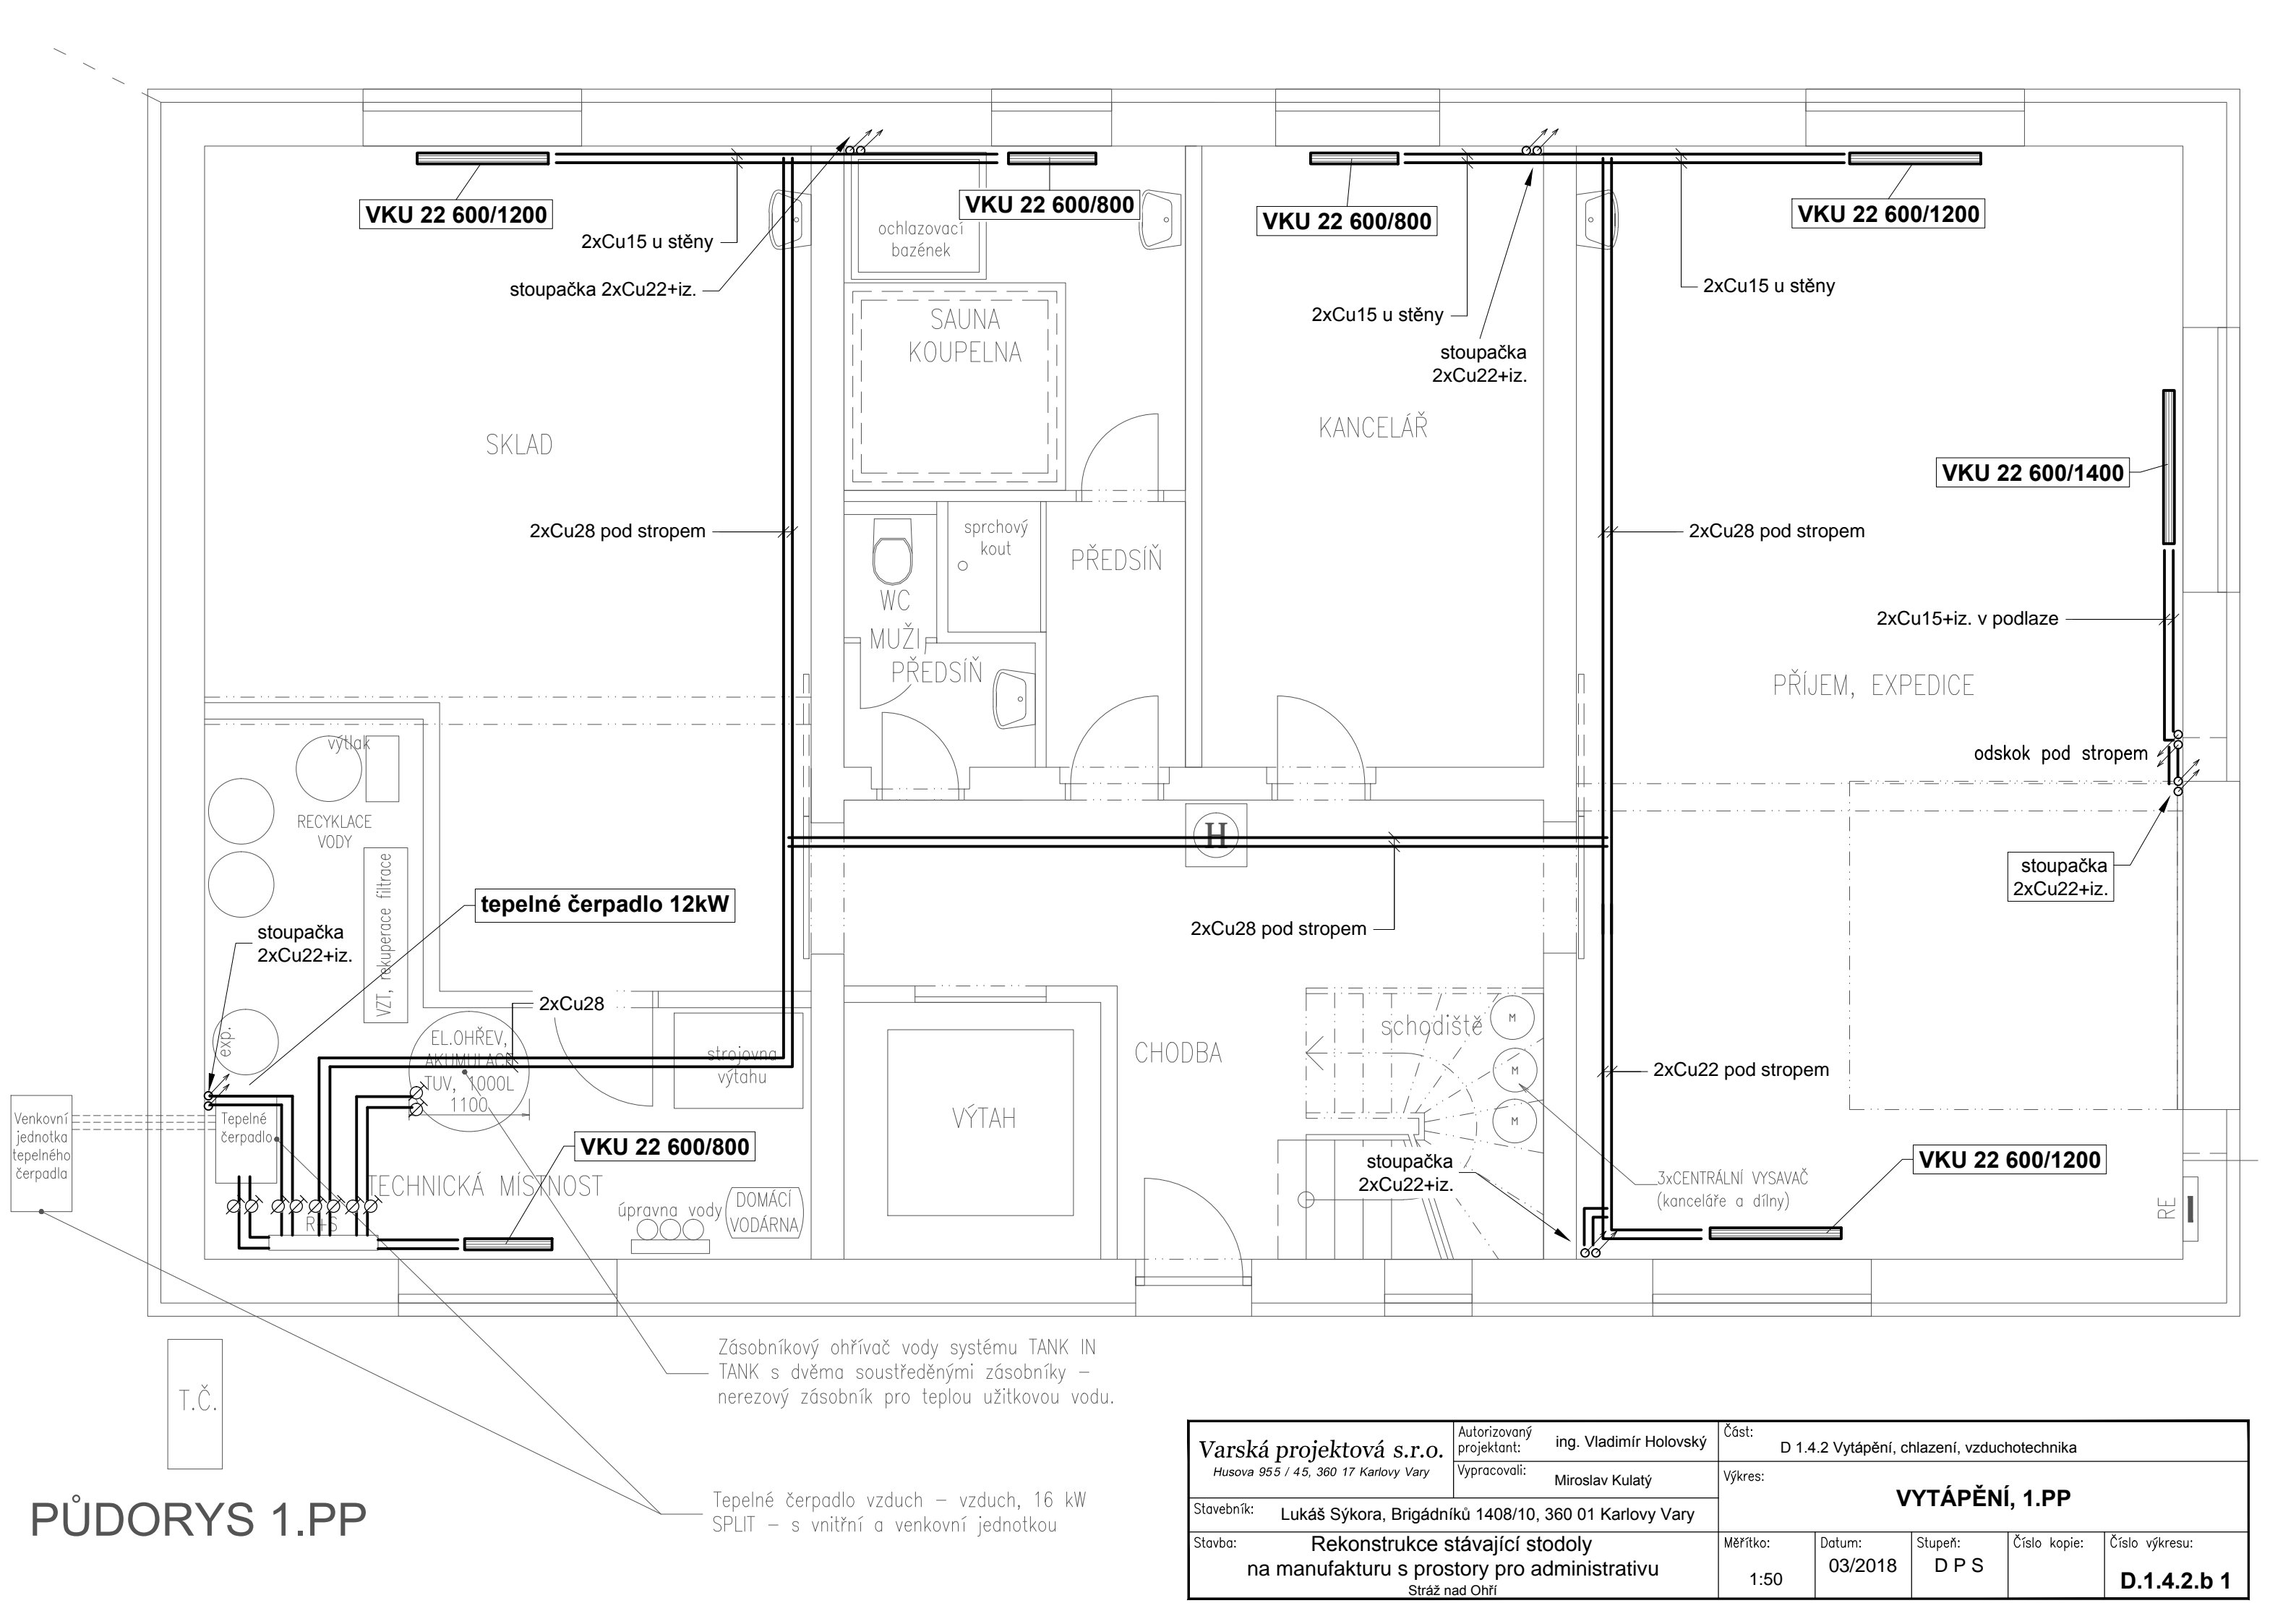 VKU 22 600/1200
VKU 22 600/800
VKU 22 600/800
VKU 22 600/1200
2xCu15 u stěny
ochlazovací
bazének
stoupačka 2xCu22+iz.
2xCu15 u stěny
2xCu15 u stěny
SAUNA
KOUPELNA
stoupačka
2xCu22+iz.
SKLAD
KANCELÁŘ
VKU 22 600/1400
2xCu28 pod stropem
sprchový
kout
PŘEDSÍŇ
2xCu28 pod stropem
WC
MUŽI
PŘEDSÍŇ
2xCu15+iz. v podlaze
PŘÍJEM, EXPEDICE
výtlak
odskok pod stropem
RECYKLACE
VODY
H
VZT, rekuperace filtrace
tepelné čerpadlo 12kW
stoupačka
2xCu22+iz.
2xCu28 pod stropem
stoupačka
2xCu22+iz.
2xCu28
exp.
EL.OHŘEV,
AKUMULACE
TUV, 1000L
1100
strojovna
výtahu
CHODBA
schodiště
M
M
M
2xCu22 pod stropem
VÝTAH
Venkovní
jednotka
tepelného
čerpadla
Tepelné
čerpadlo
VKU 22 600/800
TECHNICKÁ MÍSTNOST
R+S
úpravna vody
DOMÁCÍ
VODÁRNA
stoupačka
2xCu22+iz.
3xCENTRÁLNÍ VYSAVAČ
(kanceláře a dílny)
VKU 22 600/1200
RE
Zásobníkový ohřívač vody systému TANK IN
TANK s dvěma soustředěnými zásobníky –
nerezový zásobník pro teplou užitkovou vodu.
T.Č.
PŮDORYS 1.PP
Tepelné čerpadlo vzduch – vzduch, 16 kW
SPLIT – s vnitřní a venkovní jednotkou
Varská projektová s.r.o.
Husova 955 / 45, 360 17 Karlovy Vary
Autorizovaný
projektant:
ing. Vladimír Holovský
Vypracovali:
Miroslav Kulatý
Část:
D 1.4.2 Vytápění, chlazení, vzduchotechnika
Výkres:
VYTÁPĚNÍ, 1.PP
Stavebník:
Lukáš Sýkora, Brigádníků 1408/10, 360 01 Karlovy Vary
Stavba:
Rekonstrukce stávající stodoly
na manufakturu s prostory pro administrativu
Stráž nad Ohří
Měřítko:
1:50
Datum:
03/2018
Stupeň:
D P S
Číslo kopie:
Číslo výkresu:
D.1.4.2.b 1